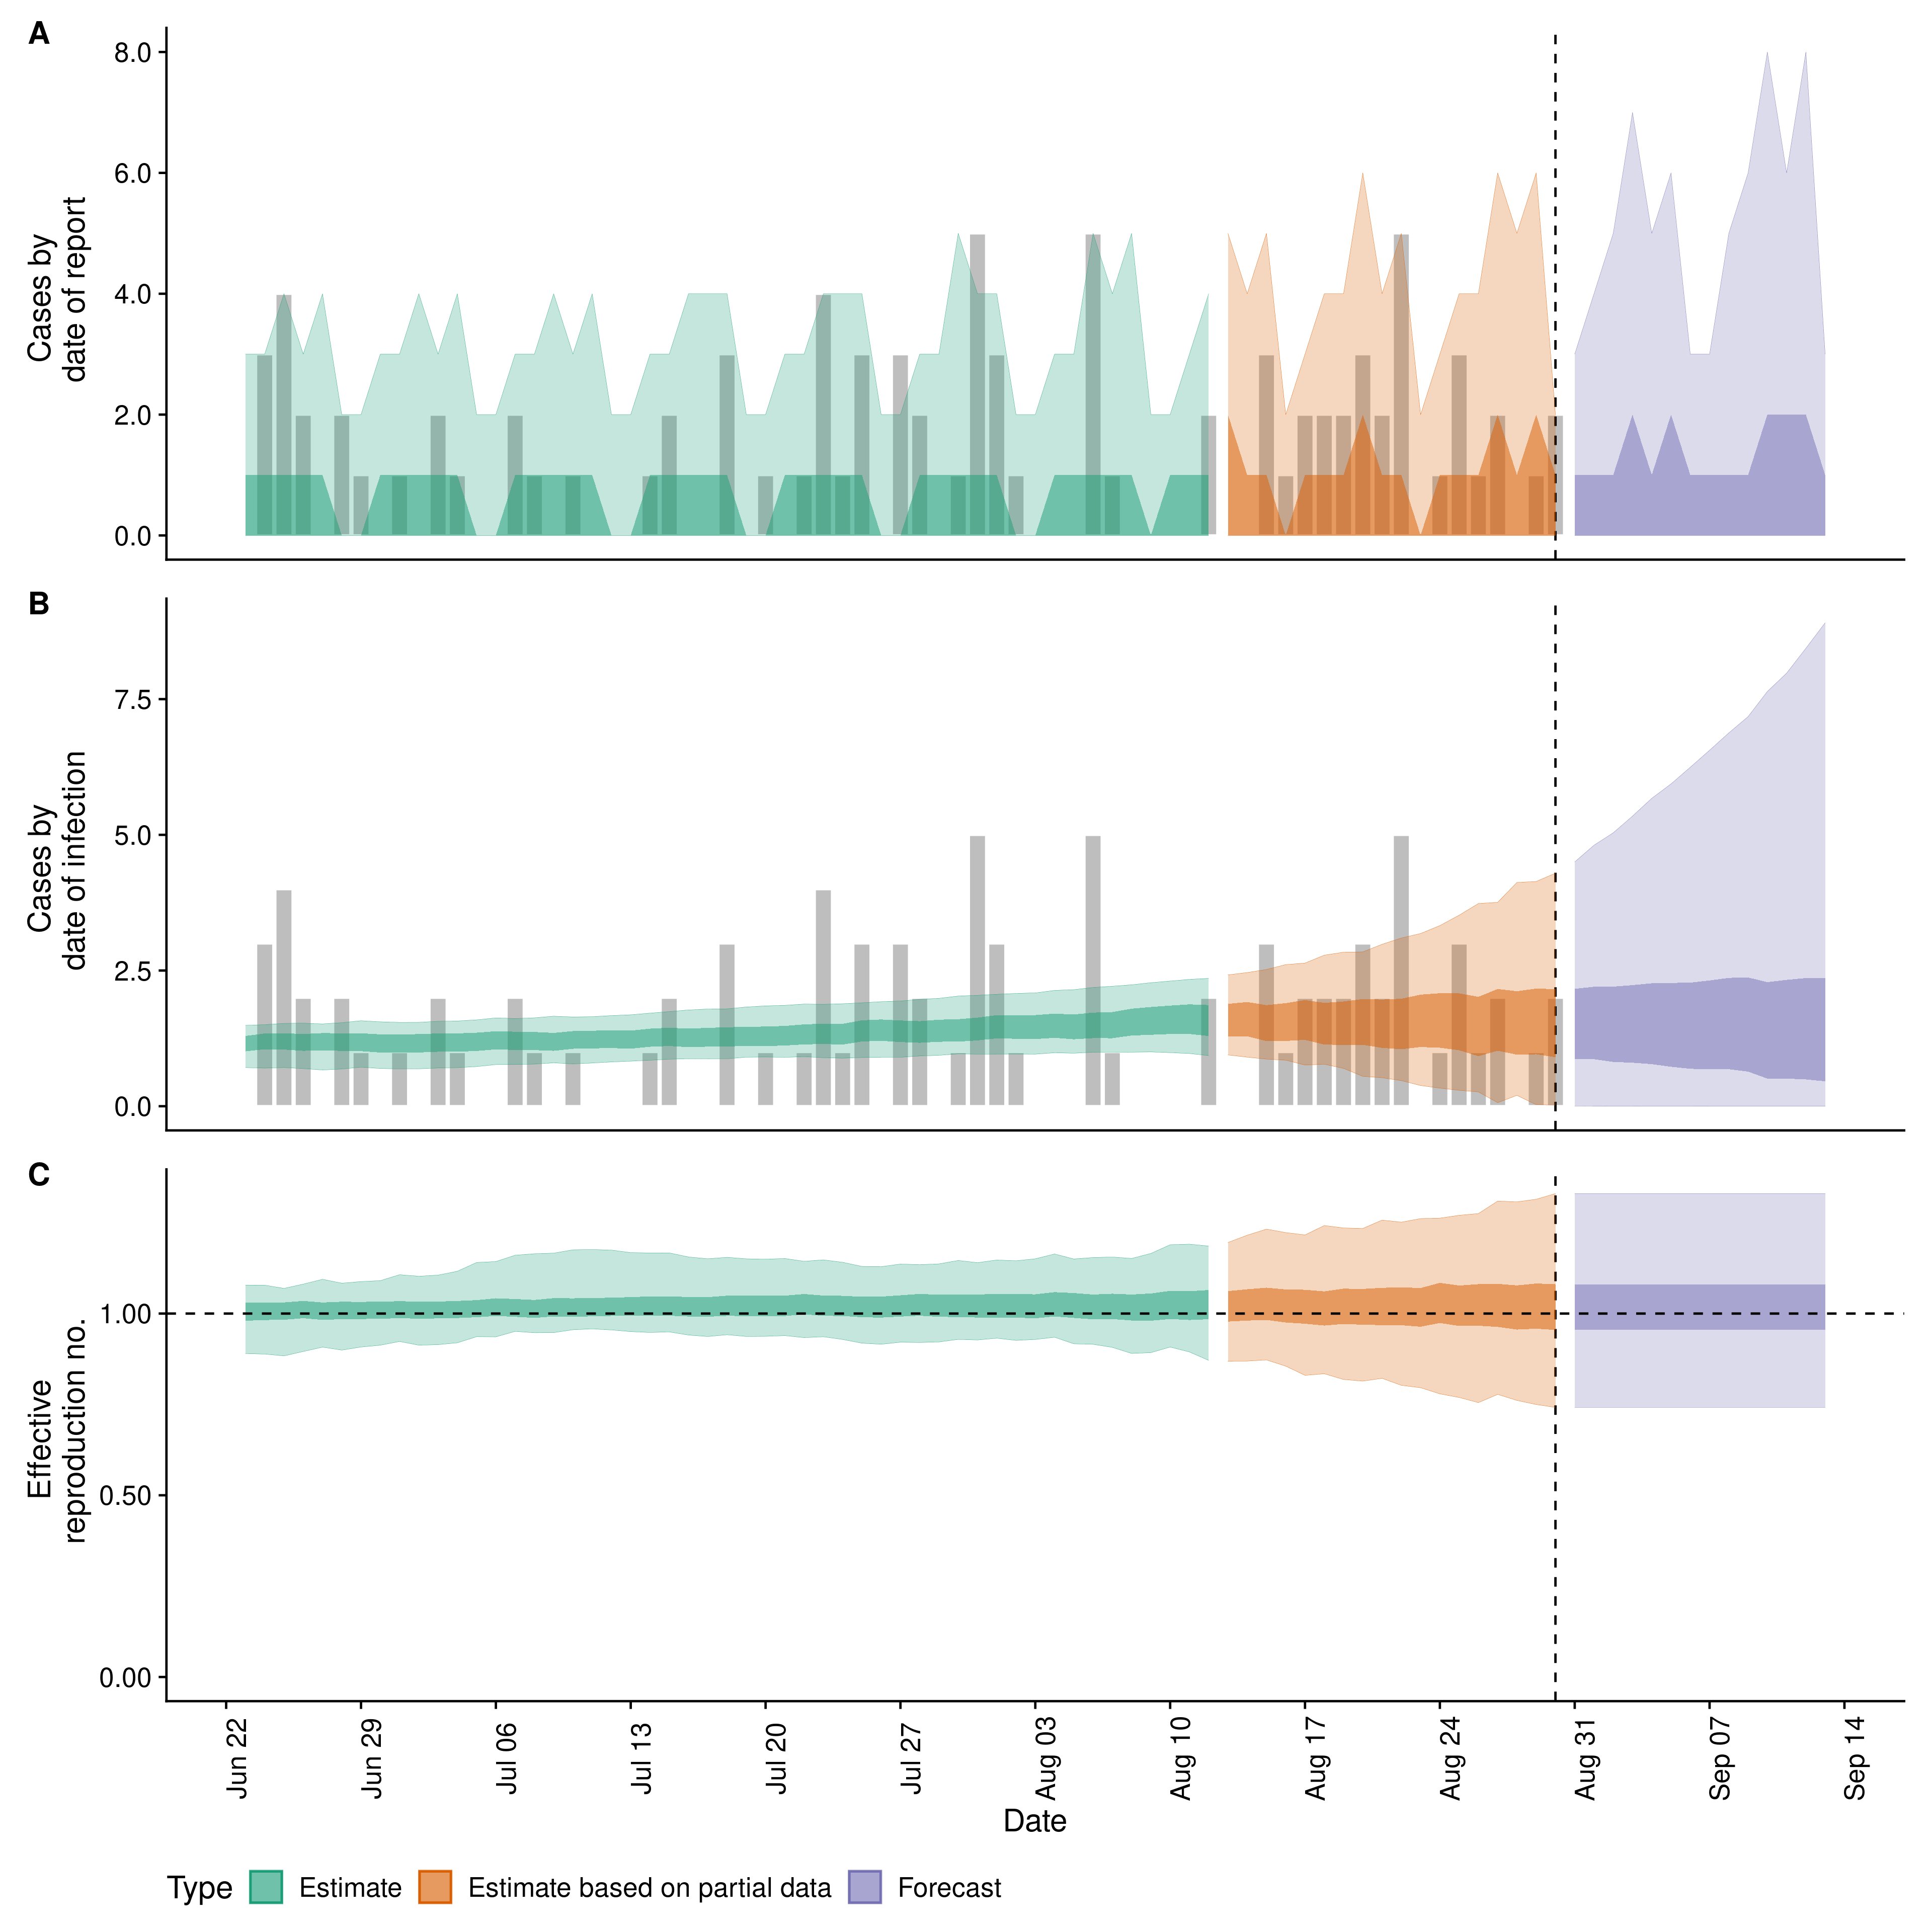 A
Cases by
date of report
8.0
6.0
4.0
2.0
0.0
B
Cases by
date of infection
7.5
5.0
2.5
0.0
C
Effective
reproduction no.
1.00
0.50
0.00
Jun 22
Jun 29
Jul 06
Jul 13
Jul 20
Jul 27
Aug 03
Aug 10
Aug 17
Aug 24
Aug 31
Sep 07
Sep 14
Date
Type Estimate Estimate based on partial data Forecast